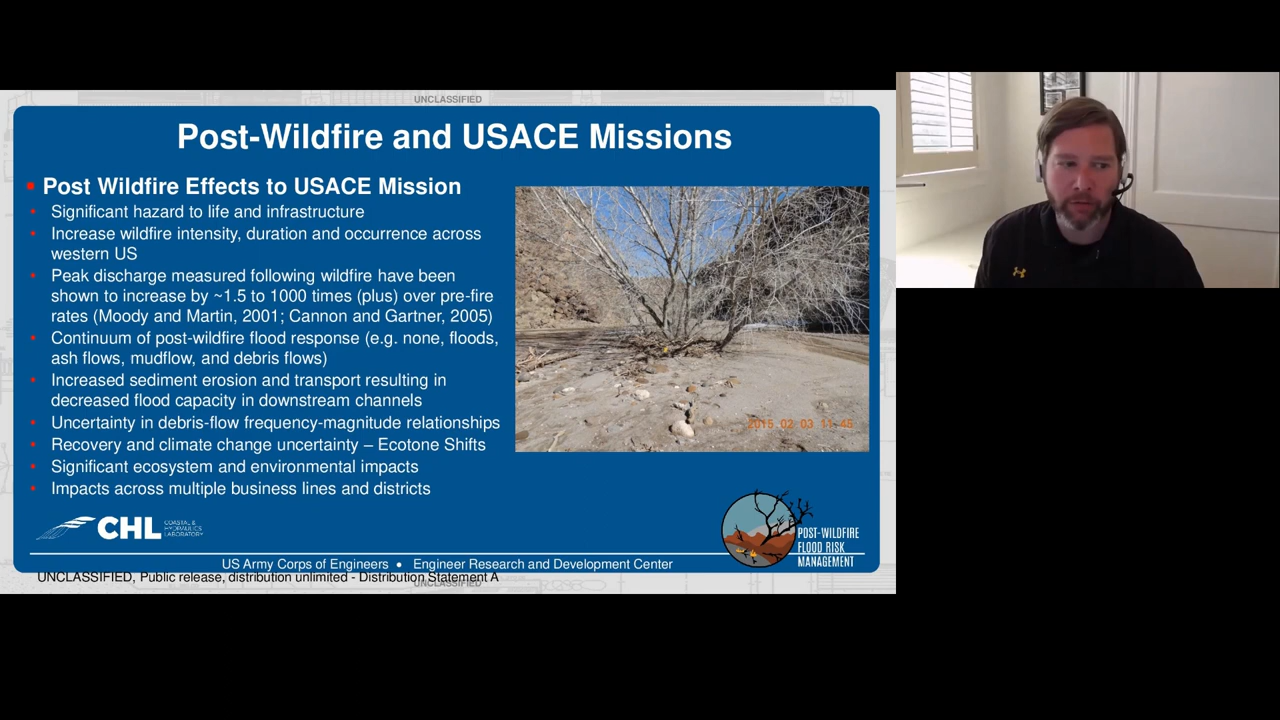 UNCLASSIFIED
Post-Wildfire and USACE Missions
Post Wildfire Effects to USACE Mission
Significant hazard to life and infrastructure
Increase wildfire intensity, duration and occurrence across
western US
Peak discharge measured following wildfire have been
shown to increase by ~1.5 to 1000 times (plus) over pre-fire
rates (Moody and Martin, 2001; Cannon and Gartner, 2005)
Continuum of post-wildfire flood response (e.g. none, floods,
ash flows, mudflow, and debris flows)
Increased sediment erosion and transport resulting in
decreased flood capacity in downstream channels
Uncertainty in debris-flow frequency-magnitude relationships
Recovery and climate change uncertainty – Ecotone Shifts
Significant ecosystem and environmental impacts
Impacts across multiple business lines and districts
2015 02 03 11 45
CHL COASTAL &
HYDRAULICS
LABORATORY
POST-WILDFIRE
FLOOD RISK
MANAGEMENT
US Army Corps of Engineers • Engineer Research and Development Center
UNCLASSIFIED, Public release, distribution unlimited - Distribution Statement A
UNCLASSIFIED